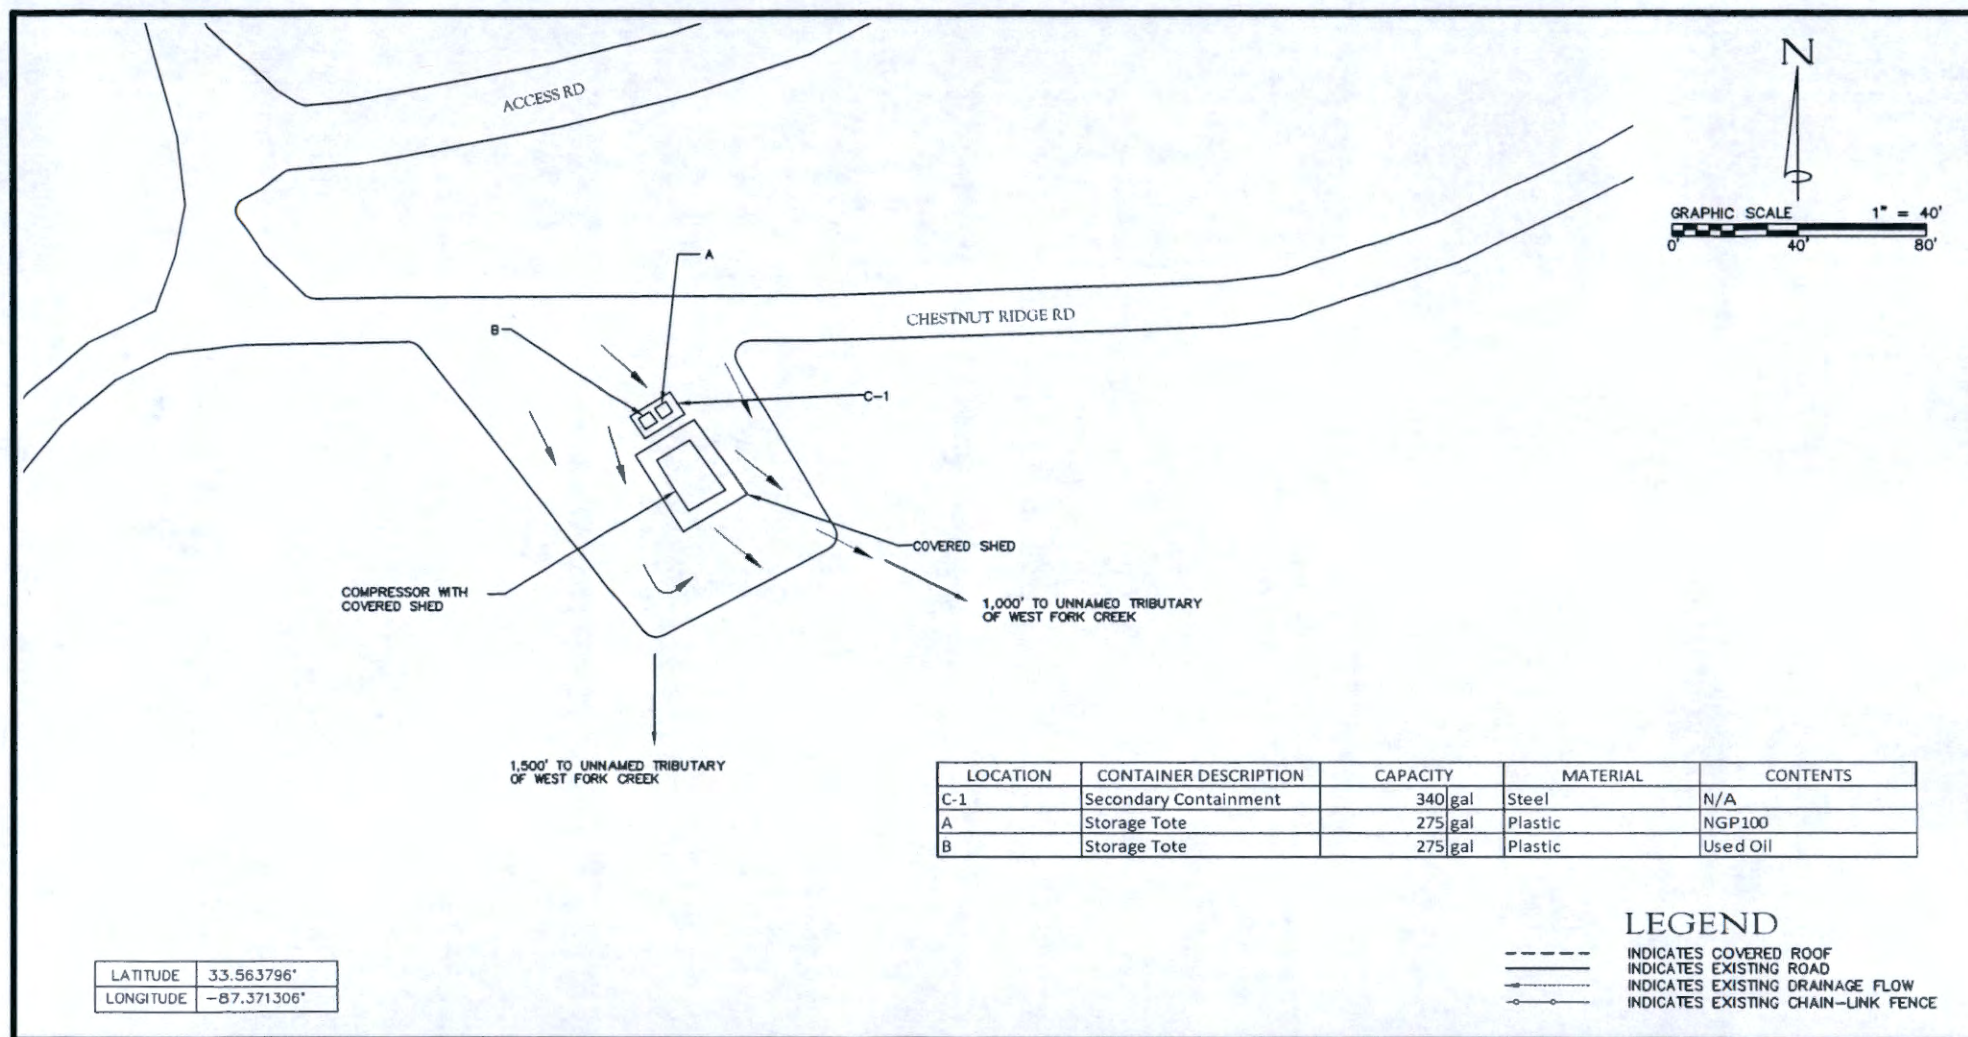 N
GRAPHIC SCALE 1" = 40'
0' 40' 80'
ACCESS RD
CHESTNUT RIDGE RD
A
B
C-1
COVERED SHED
COMPRESSOR WITH
COVERED SHED
1,000' TO UNNAMED TRIBUTARY
OF WEST FORK CREEK
1,500' TO UNNAMED TRIBUTARY
OF WEST FORK CREEK
LOCATION CONTAINER DESCRIPTION CAPACITY MATERIAL CONTENTS
C-1 Secondary Containment 340 gal Steel N/A
A Storage Tote 275 gal Plastic NGP100
B Storage Tote 275 gal Plastic Used Oil
LEGEND
INDICATES COVERED ROOF
INDICATES EXISTING ROAD
INDICATES EXISTING DRAINAGE FLOW
INDICATES EXISTING CHAIN-LINK FENCE
LATITUDE 33.563796°
LONGITUDE -87.371306°